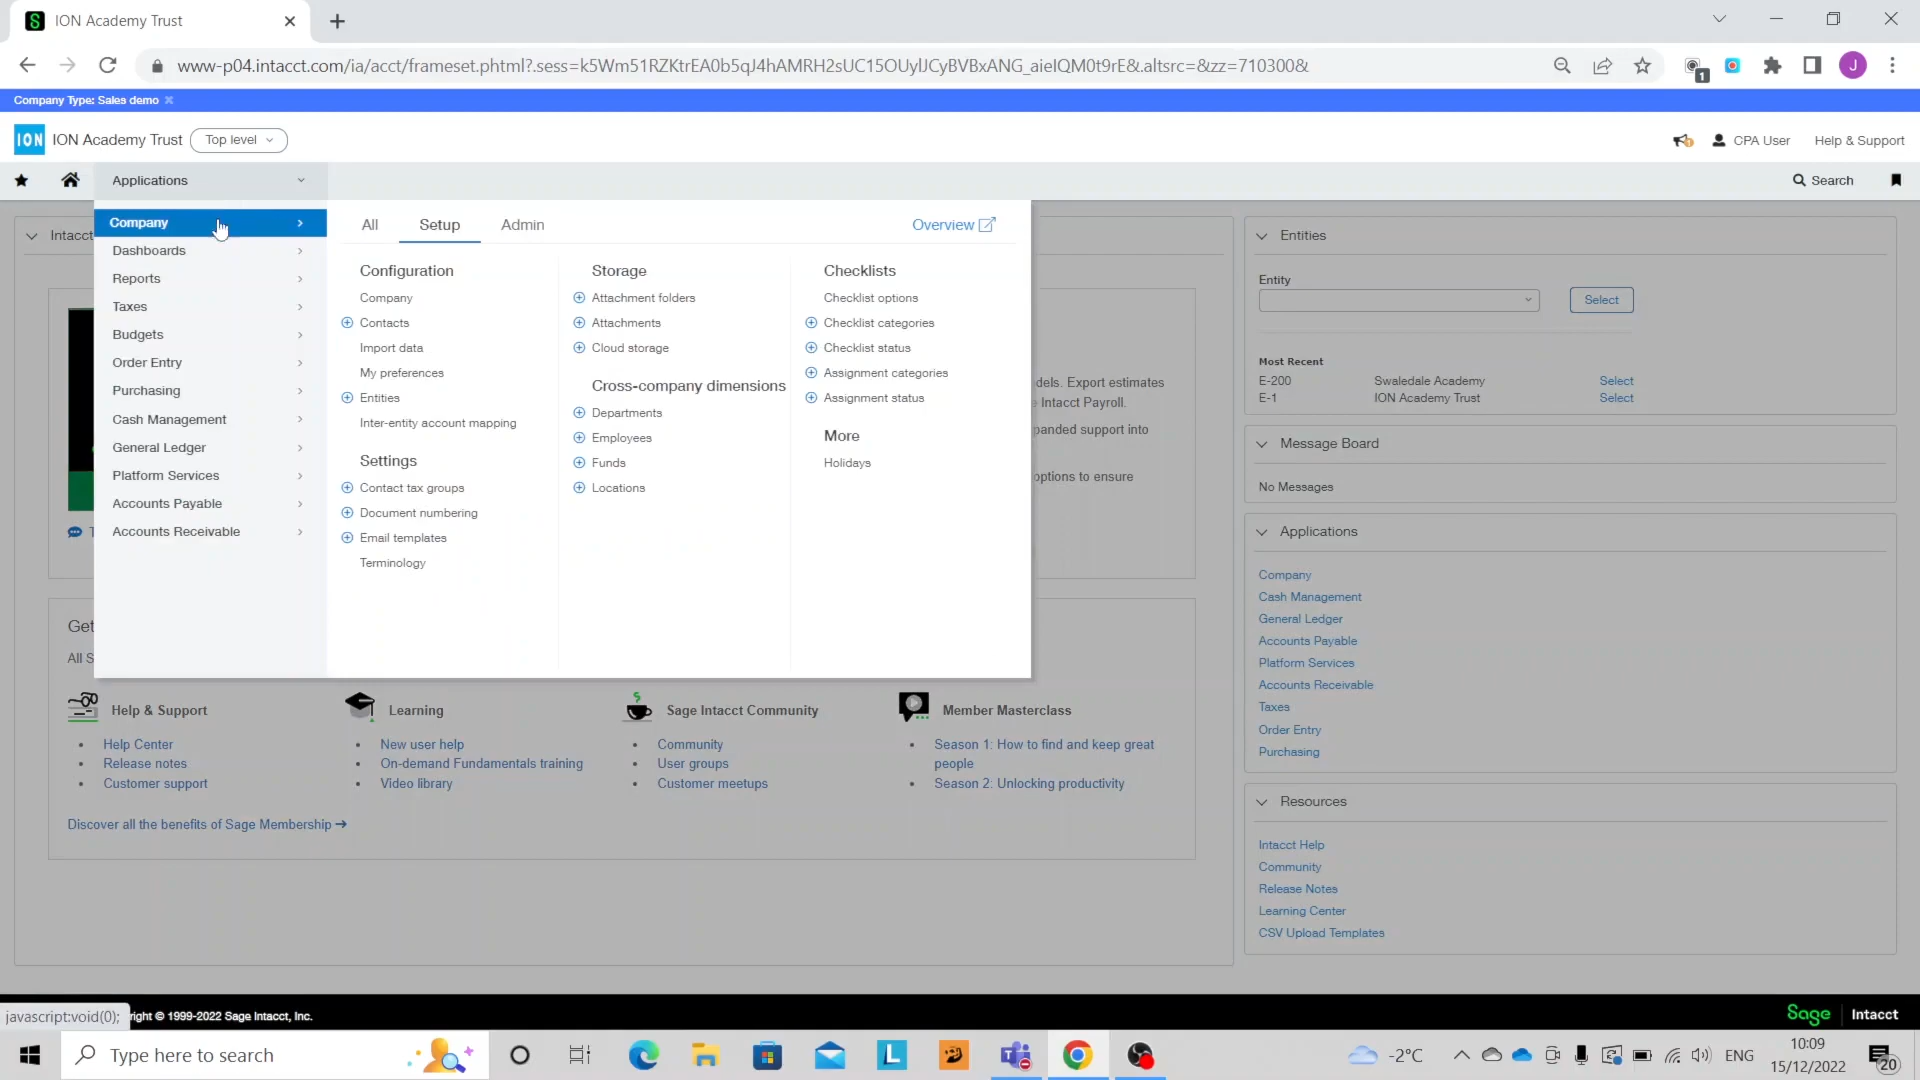 ION Academy Trust
www-p04.intacct.com/ia/acct/frameset.phtml?.sess=k5Wm51RZKtrEA0b5qJ4hAMRH2sUC15OUylJCyBVBxANG_aieIQM0t9rE&.altsrc=&zz=710300&
1
J
Company Type: Sales demo
ION
ION Academy Trust
Top level
CPA User
Help & Support
Applications
Search
Company
Dashboards
Reports
Taxes
Budgets
Order Entry
Purchasing
Cash Management
General Ledger
Platform Services
Accounts Payable
Accounts Receivable
All
Setup
Admin
Overview
Configuration
Company
Contacts
Import data
My preferences
Entities
Inter-entity account mapping
Settings
Contact tax groups
Document numbering
Email templates
Terminology
Storage
Attachment folders
Attachments
Cloud storage
Cross-company dimensions
Departments
Employees
Funds
Locations
Checklists
Checklist options
Checklist categories
Checklist status
Assignment categories
Assignment status
More
Holidays
Intacct
dels. Export estimates
Intacct Payroll.
panded support into
options to ensure
Get
All S
Help & Support
Help Center
Release notes
Customer support
Learning
New user help
On-demand Fundamentals training
Video library
Sage Intacct Community
Community
User groups
Customer meetups
Member Masterclass
Season 1: How to find and keep great
people
Season 2: Unlocking productivity
Discover all the benefits of Sage Membership
Entities
Entity
Select
Most Recent
E-200 Swaledale Academy Select
E-1 ION Academy Trust Select
Message Board
No Messages
Applications
Company
Cash Management
General Ledger
Accounts Payable
Platform Services
Accounts Receivable
Taxes
Order Entry
Purchasing
Resources
Intacct Help
Community
Release Notes
Learning Center
CSV Upload Templates
javascript:void(0);
right © 1999-2022 Sage Intacct, Inc.
Sage Intacct
Type here to search
L
-2°C
ENG
10:09
15/12/2022
20